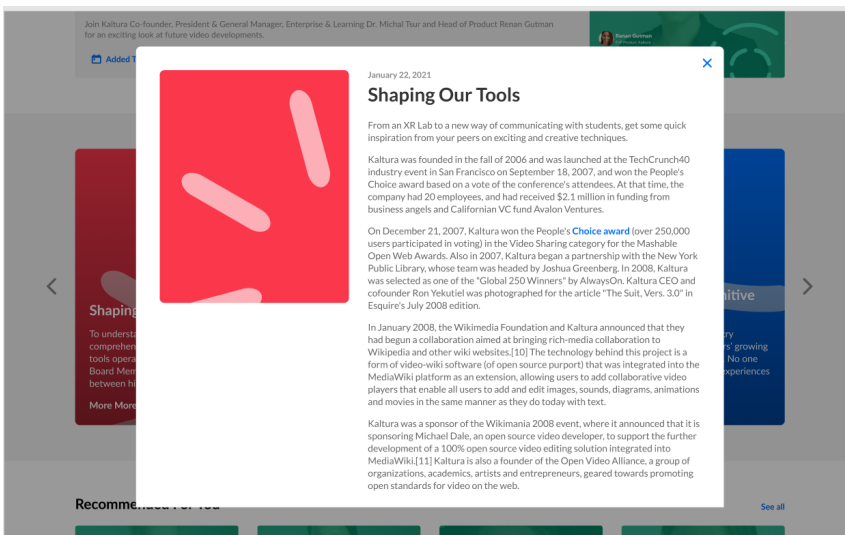 Join Kaltura Co-founder, President & General Manager, Enterprise & Learning Dr. Michal Tsur and Head of Product Renan Gutman
for an exciting look at future video developments.
Renan Gutman
Added T
January 22, 2021
Shaping Our Tools
From an XR Lab to a new way of communicating with students, get some quick
inspiration from your peers on exciting and creative techniques.
Kaltura was founded in the fall of 2006 and was launched at the TechCrunch40
industry event in San Francisco on September 18, 2007, and won the People's
Choice award based on a vote of the conference's attendees. At that time, the
company had 20 employees, and had received $2.1 million in funding from
business angels and Californian VC fund Avalon Ventures.
On December 21, 2007, Kaltura won the People's Choice award (over 250,000
users participated in voting) in the Video Sharing category for the Mashable
Open Web Awards. Also in 2007, Kaltura began a partnership with the New York
Public Library, whose team was headed by Joshua Greenberg. In 2008, Kaltura
was selected as one of the "Global 250 Winners" by AlwaysOn. Kaltura CEO and
cofounder Ron Yekutiel was photographed for the article "The Suit, Vers. 3.0" in
Esquire's July 2008 edition.
In January 2008, the Wikimedia Foundation and Kaltura announced that they
had begun a collaboration aimed at bringing rich-media collaboration to
Wikipedia and other wiki websites.[10] The technology behind this project is a
form of video-wiki software (of open source purport) that was integrated into the
MediaWiki platform as an extension, allowing users to add collaborative video
players that enable all users to add and edit images, sounds, diagrams, animations
and movies in the same manner as they do today with text.
Kaltura was a sponsor of the Wikimania 2008 event, where it announced that it is
sponsoring Michael Dale, an open source video developer, to support the further
development of a 100% open source video editing solution integrated into
MediaWiki.[11] Kaltura is also a founder of the Open Video Alliance, a group of
organizations, academics, artists and entrepreneurs, geared towards promoting
open standards for video on the web.
Shaping
To understa
comprehen
tools opera
Board Mem
between hi
More More
nitive
ry
rs' growing
No one
experiences
Recommended For You
See all